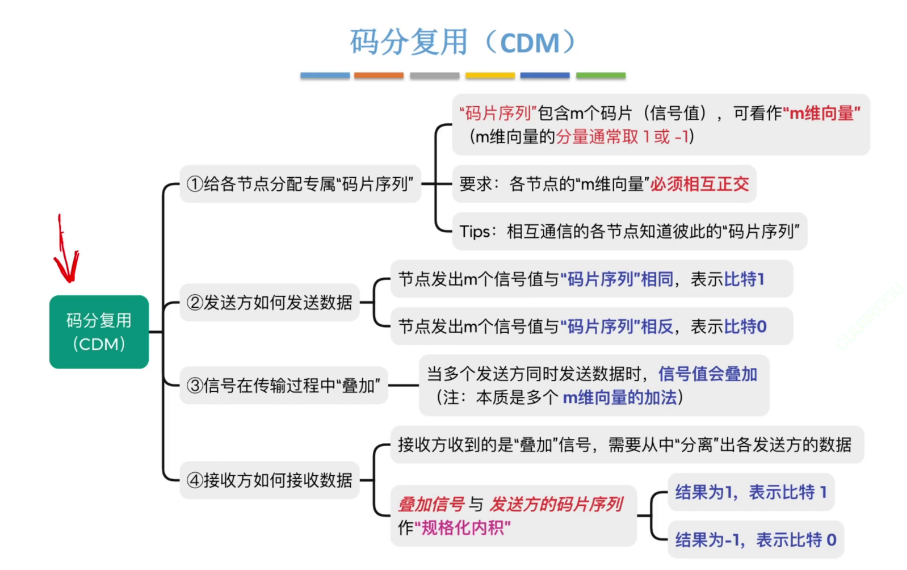 码分复用（CDM）
“码片序列”包含m个码片（信号值），可看作“m维向量”
（m维向量的分量通常取 1 或 -1）
①给各节点分配专属“码片序列”
要求：各节点的“m维向量”必须相互正交
Tips：相互通信的各节点知道彼此的“码片序列”
码分复用
（CDM）
②发送方如何发送数据
节点发出m个信号值与“码片序列”相同，表示比特1
节点发出m个信号值与“码片序列”相反，表示比特0
③信号在传输过程中“叠加”
当多个发送方同时发送数据时，信号值会叠加
（注：本质是多个 m维向量的加法）
④接收方如何接收数据
接收方收到的是“叠加”信号，需要从中“分离”出各发送方的数据
叠加信号 与 发送方的码片序列
作“规格化内积”
结果为1，表示比特 1
结果为-1，表示比特 0